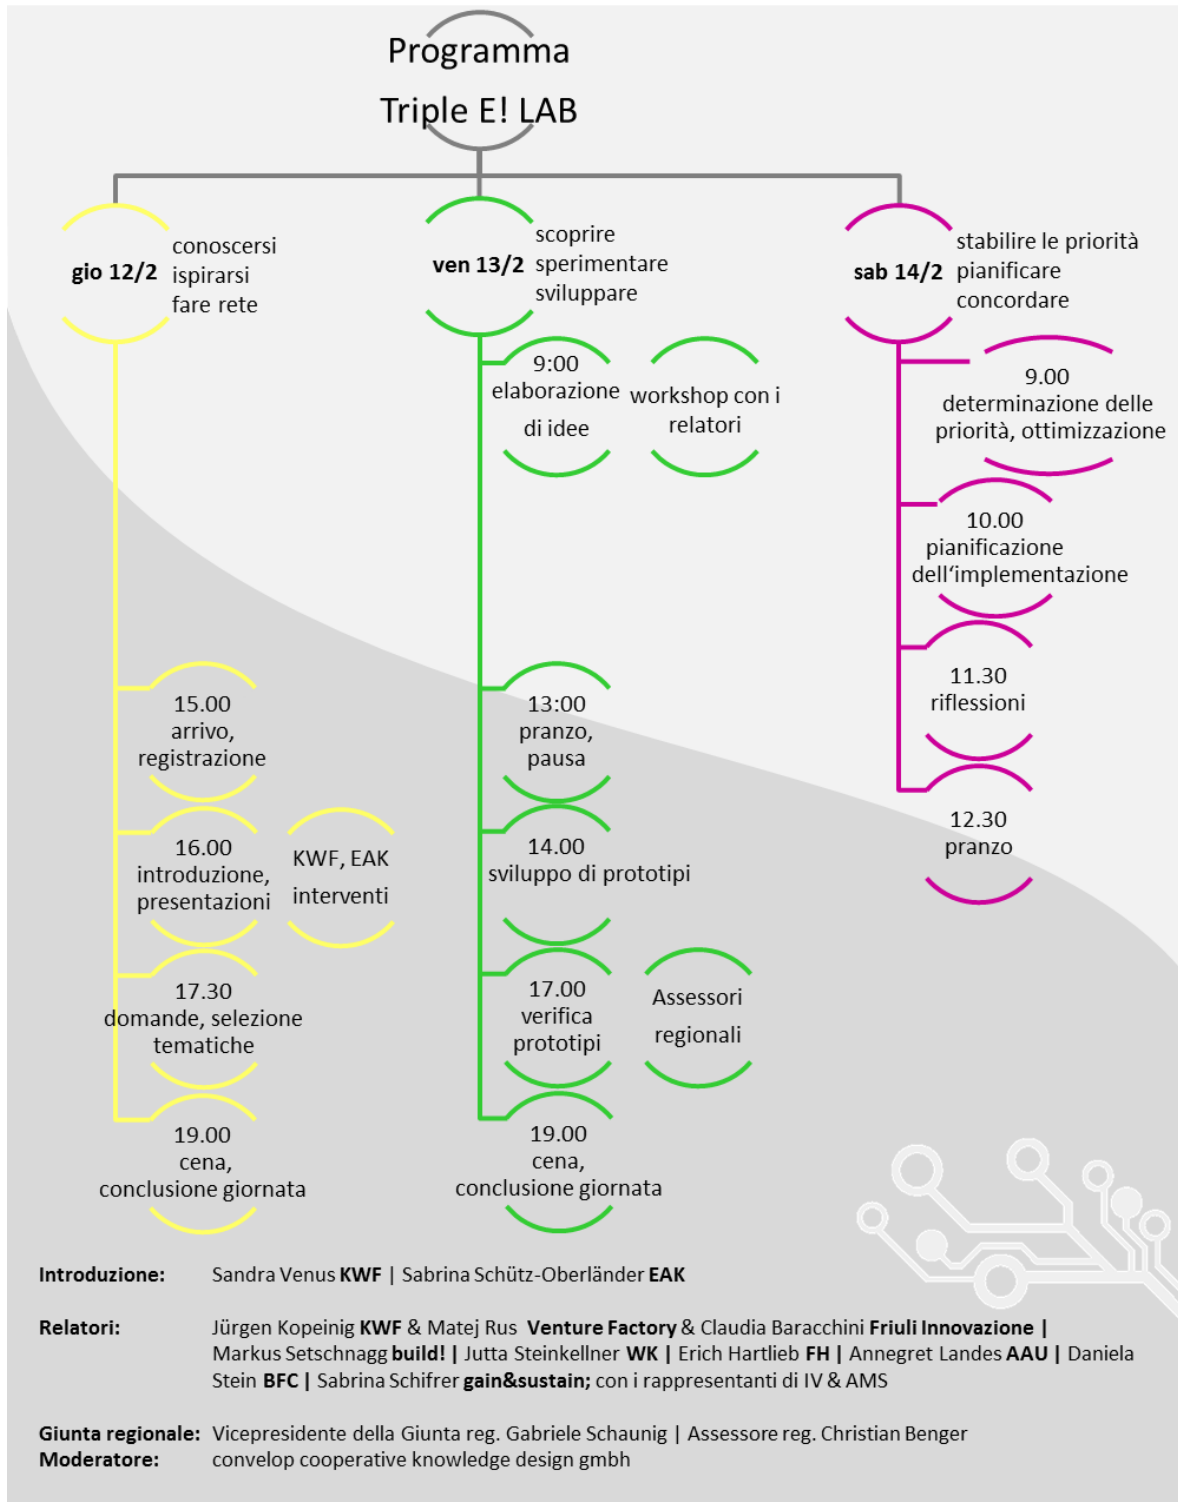 Programma
Triple E! LAB
gio 12/2
conoscersi
ispirarsi
fare rete
15.00
arrivo,
registrazione
16.00
introduzione,
presentazioni
KWF, EAK
interventi
17.30
domande, selezione
tematiche
19.00
cena,
conclusione giornata
ven 13/2
scoprire
sperimentare
sviluppare
9:00
elaborazione
di idee
workshop con i
relatori
13:00
pranzo,
pausa
14.00
sviluppo di prototipi
17.00
verifica
prototipi
Assessori
regionali
19.00
cena,
conclusione giornata
sab 14/2
stabilire le priorità
pianificare
concordare
9.00
determinazione delle
priorità, ottimizzazione
10.00
pianificazione
dell‘implementazione
11.30
riflessioni
12.30
pranzo
Introduzione: Sandra Venus KWF | Sabrina Schütz-Oberländer EAK
Relatori: Jürgen Kopeinig KWF & Matej Rus Venture Factory & Claudia Baracchini Friuli Innovazione |
Markus Setschnagg build! | Jutta Steinkellner WK | Erich Hartlieb FH | Annegret Landes AAU | Daniela
Stein BFC | Sabrina Schifrer gain&sustain; con i rappresentanti di IV & AMS
Giunta regionale: Vicepresidente della Giunta reg. Gabriele Schaunig | Assessore reg. Christian Benger
Moderatore: convelop cooperative knowledge design gmbh